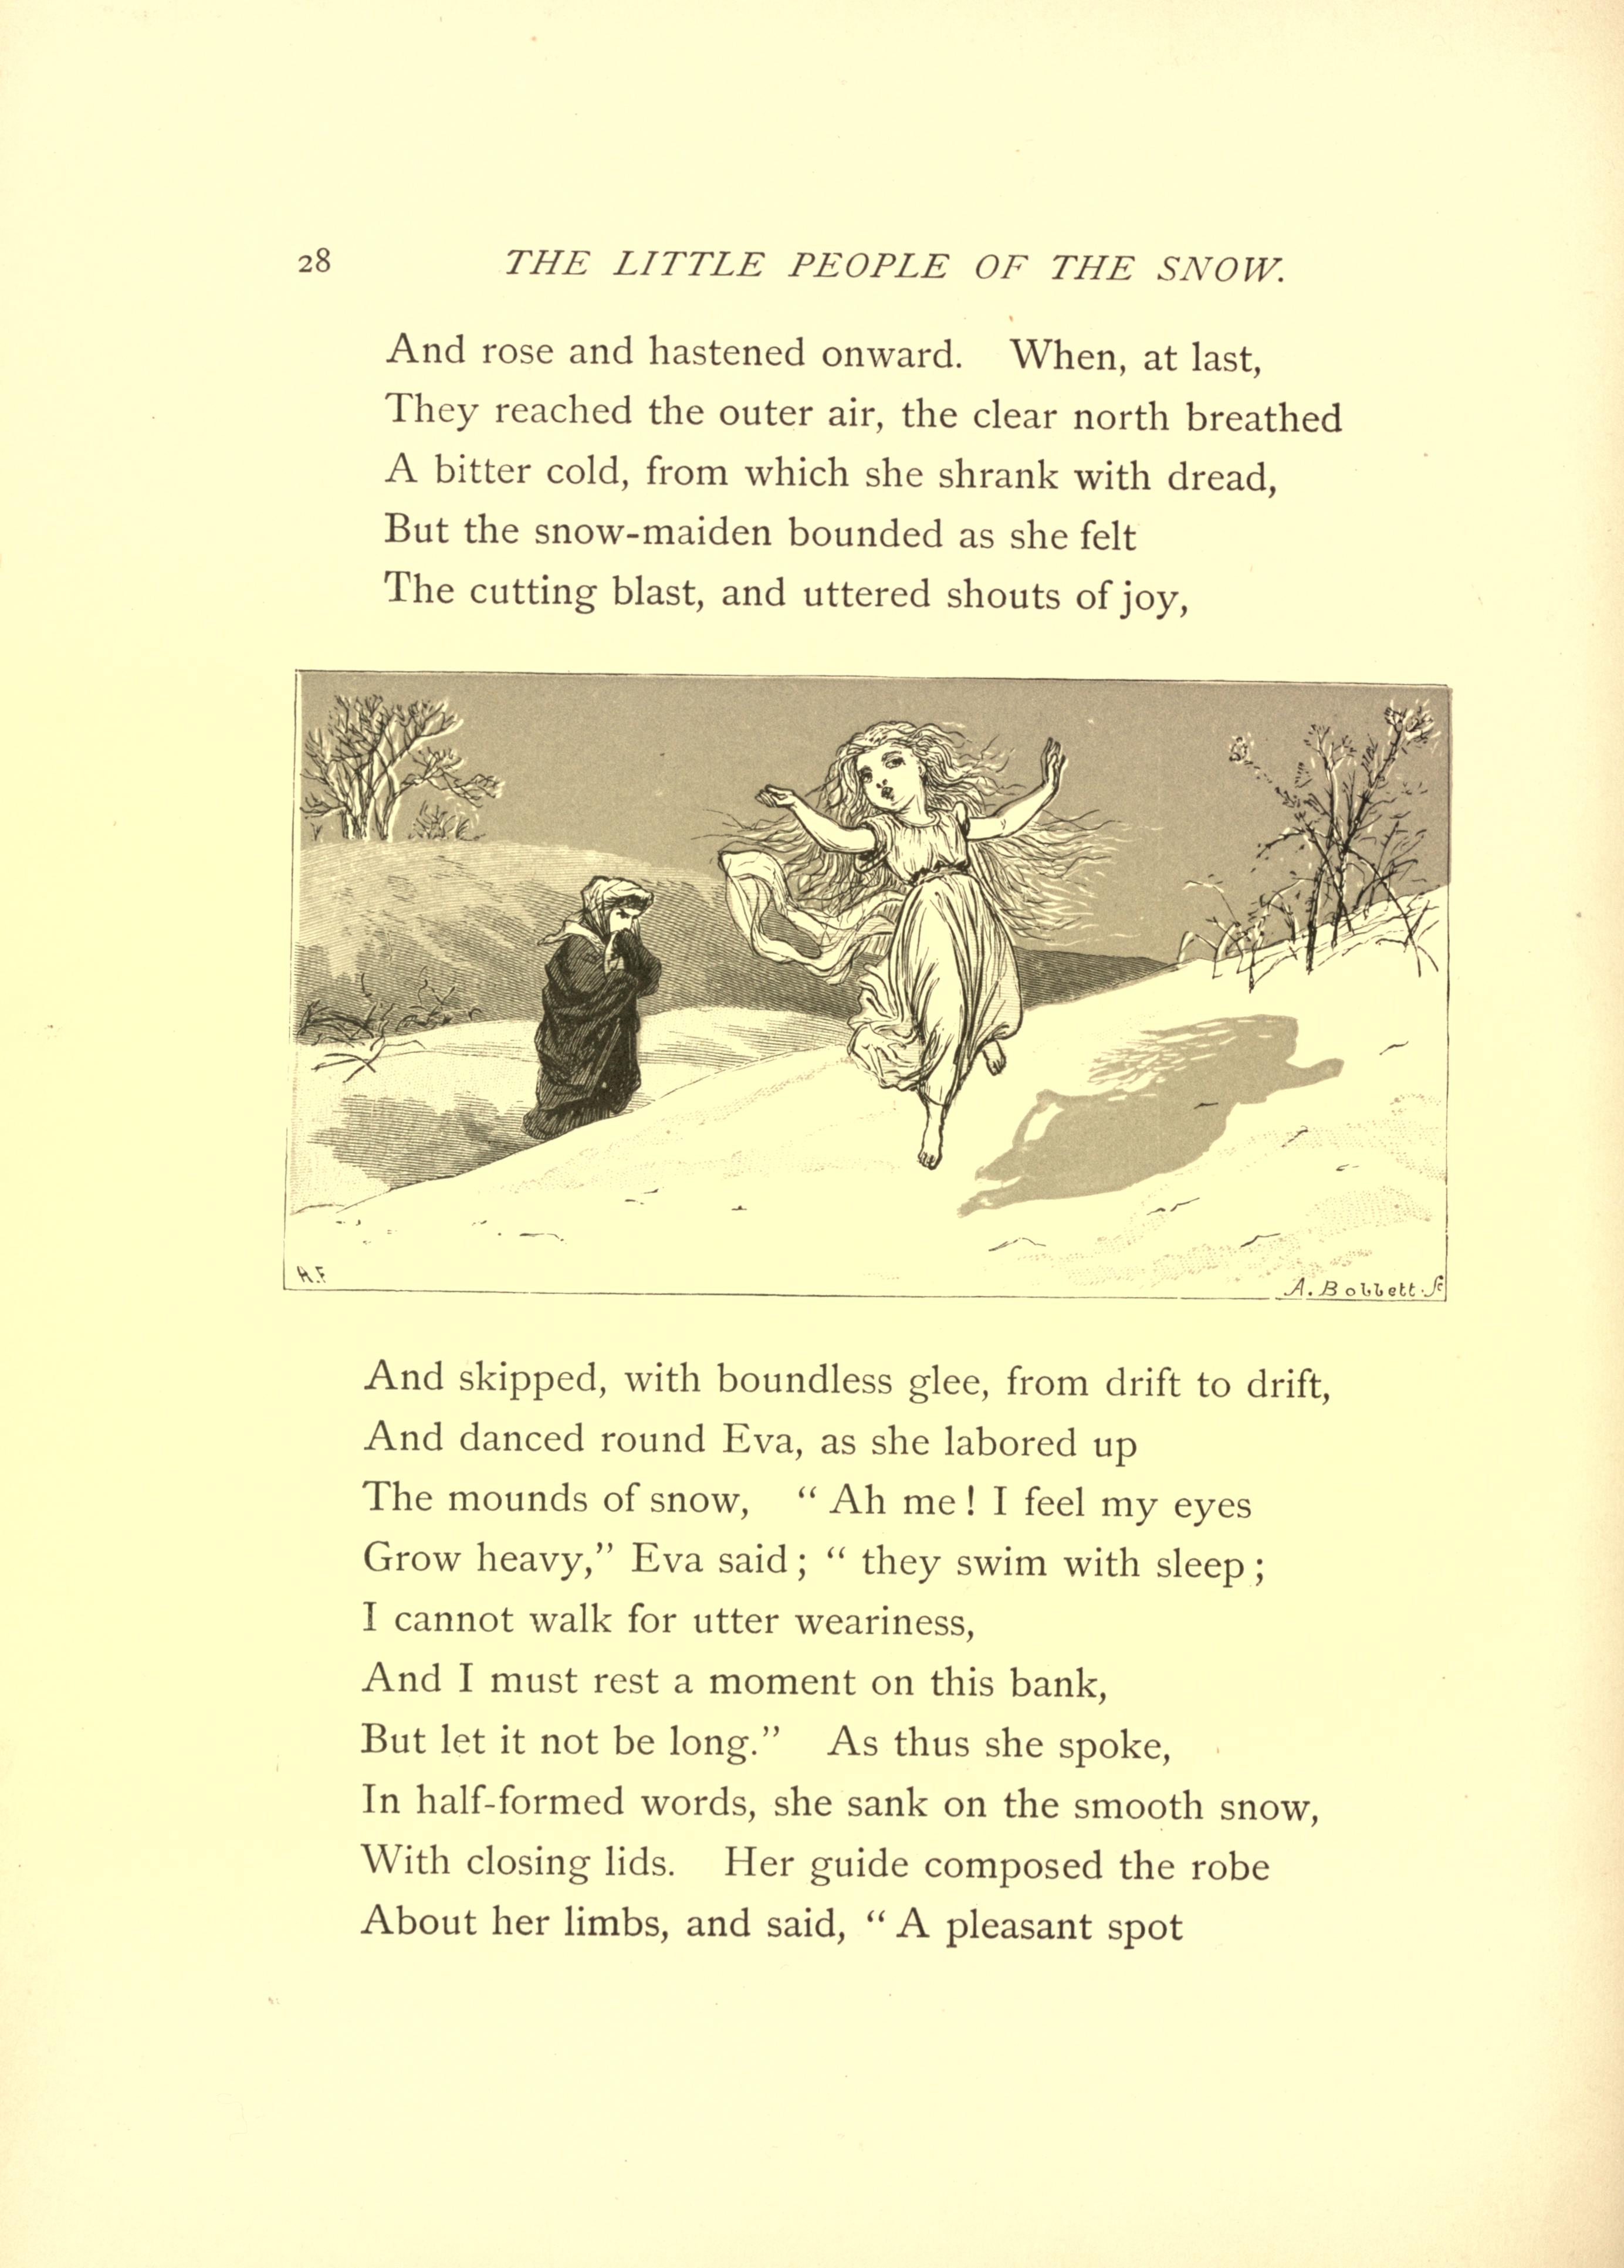 28 THE LITTLE PEOPLE OF THE SNOW.
And rose and hastened onward. When, at last,
They reached the outer air, the clear north breathed
A bitter cold, from which she shrank with dread,
But the snow-maiden bounded as she felt
The cutting blast, and uttered shouts of joy,
A.F
A. Bobbett. Sc
And skipped, with boundless glee, from drift to drift,
And danced round Eva, as she labored up
The mounds of snow, “ Ah me ! I feel my eyes
Grow heavy,” Eva said ; “ they swim with sleep ;
I cannot walk for utter weariness,
And I must rest a moment on this bank,
But let it not be long.” As thus she spoke,
In half-formed words, she sank on the smooth snow,
With closing lids. Her guide composed the robe
About her limbs, and said, “ A pleasant spot